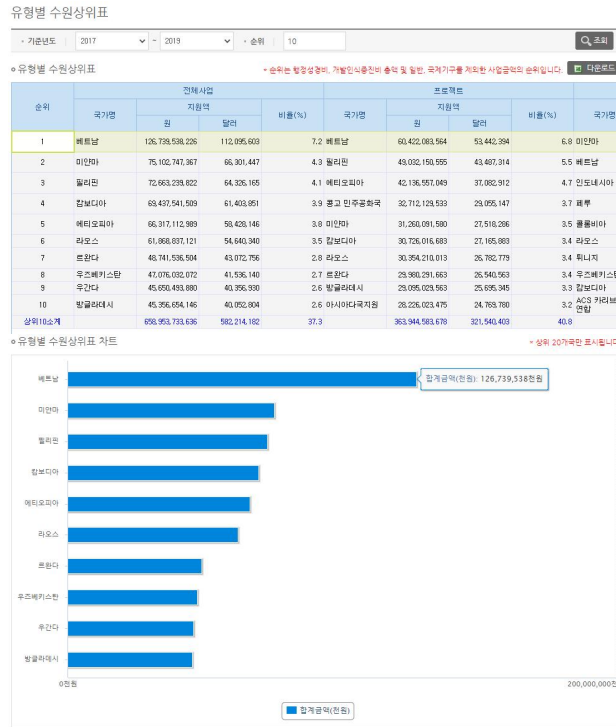 유형별 수원상위표
• 기준년도 2017 ~ 2019 • 순위 10 조회
유형별 수원상위표 * 순위는 행정성경비, 개발인식증진비 총액 및 일반, 국제기구를 제외한 사업금액의 순위입니다. 다운로드
순위 전체사업 프로젝트
국가명 지원액 비율(%) 국가명 지원액 비율(%) 국가명
원 달러 원 달러
1 베트남 126,739,538,226 112,095,603 7.2 베트남 60,422,083,564 53,442,394 6.8 미얀마
2 미얀마 75,102,747,367 66,301,447 4.3 필리핀 49,032,150,555 43,487,314 5.5 베트남
3 필리핀 72,663,239,822 64,326,165 4.1 에티오피아 42,136,557,049 37,082,912 4.7 인도네시아
4 캄보디아 69,437,541,509 61,403,851 3.9 콩고 민주공화국 32,712,129,533 29,055,147 3.7 페루
5 에티오피아 66,317,112,989 58,428,146 3.8 미얀마 31,260,091,580 27,518,286 3.5 콜롬비아
6 라오스 61,868,837,121 54,640,340 3.5 캄보디아 30,726,016,683 27,165,883 3.4 라오스
7 르완다 48,741,536,504 43,072,756 2.8 라오스 30,354,210,013 26,782,779 3.4 튀니지
8 우즈베키스탄 47,076,032,072 41,536,140 2.7 르완다 29,980,291,663 26,540,563 3.4 우즈베키스탄
9 우간다 45,650,493,880 40,356,930 2.6 방글라데시 29,095,029,563 25,695,345 3.3 캄보디아
10 방글라데시 45,356,654,146 40,052,804 2.6 아시아다국지원 28,226,023,475 24,769,780 3.2 ACS 카리브
연합
상위10소계 658,953,733,636 582,214,182 37.3 363,944,583,678 321,540,403 40.8
유형별 수원상위표 차트 * 상위 20개국만 표시됩니다
베트남 합계금액(천원): 126,739,538천원
미얀마
필리핀
캄보디아
에티오피아
라오스
르완다
우즈베키스탄
우간다
방글라데시
0천원 200,000,000천
합계금액(천원)